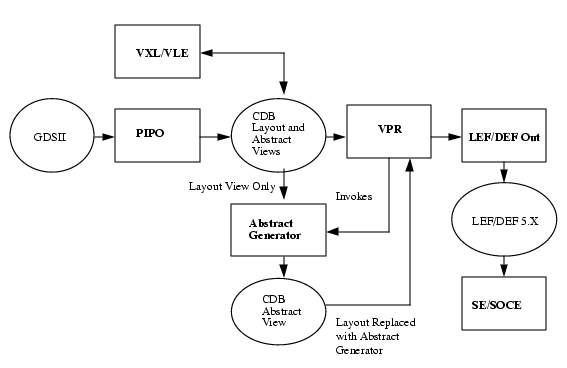 VXL/VLE
GDSII
PIPO
CDB
Layout and
Abstract
Views
VPR
LEF/DEF Out
Layout View Only
Invokes
Abstract
Generator
LEF/DEF 5.X
CDB
Abstract
View
Layout Replaced
with Abstract
Generator
SE/SOCE